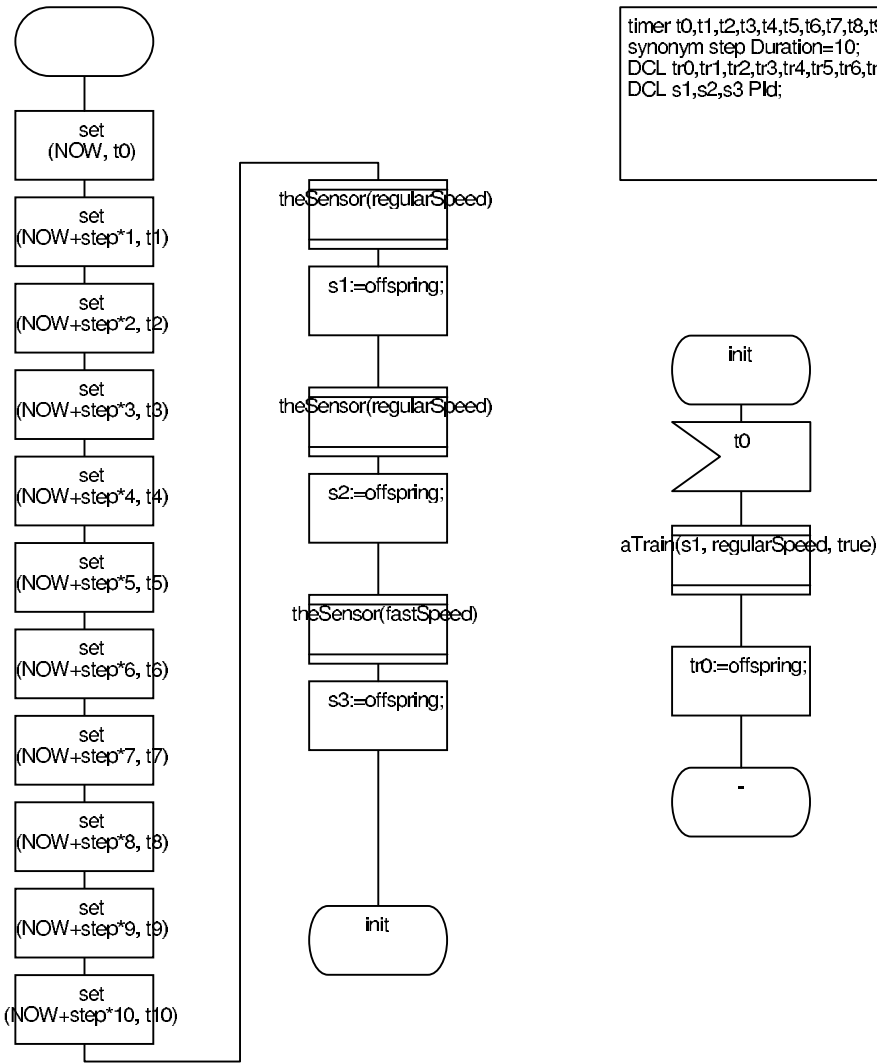 set
(NOW, t0)
set
(NOW+step*1, t1)
set
(NOW+step*2, t2)
set
(NOW+step*3, t3)
set
(NOW+step*4, t4)
set
(NOW+step*5, t5)
set
(NOW+step*6, t6)
set
(NOW+step*7, t7)
set
(NOW+step*8, t8)
set
(NOW+step*9, t9)
set
(NOW+step*10, t10)
theSensor(regularSpeed)
s1:=offspring;
theSensor(regularSpeed)
s2:=offspring;
theSensor(fastSpeed)
s3:=offspring;
init
timer t0,t1,t2,t3,t4,t5,t6,t7,t8,t9
synonym step Duration=10;
DCL tr0,tr1,tr2,tr3,tr4,tr5,tr6,tr
DCL s1,s2,s3 PId;
init
t0
aTrain(s1, regularSpeed, true)
tr0:=offspring;
-